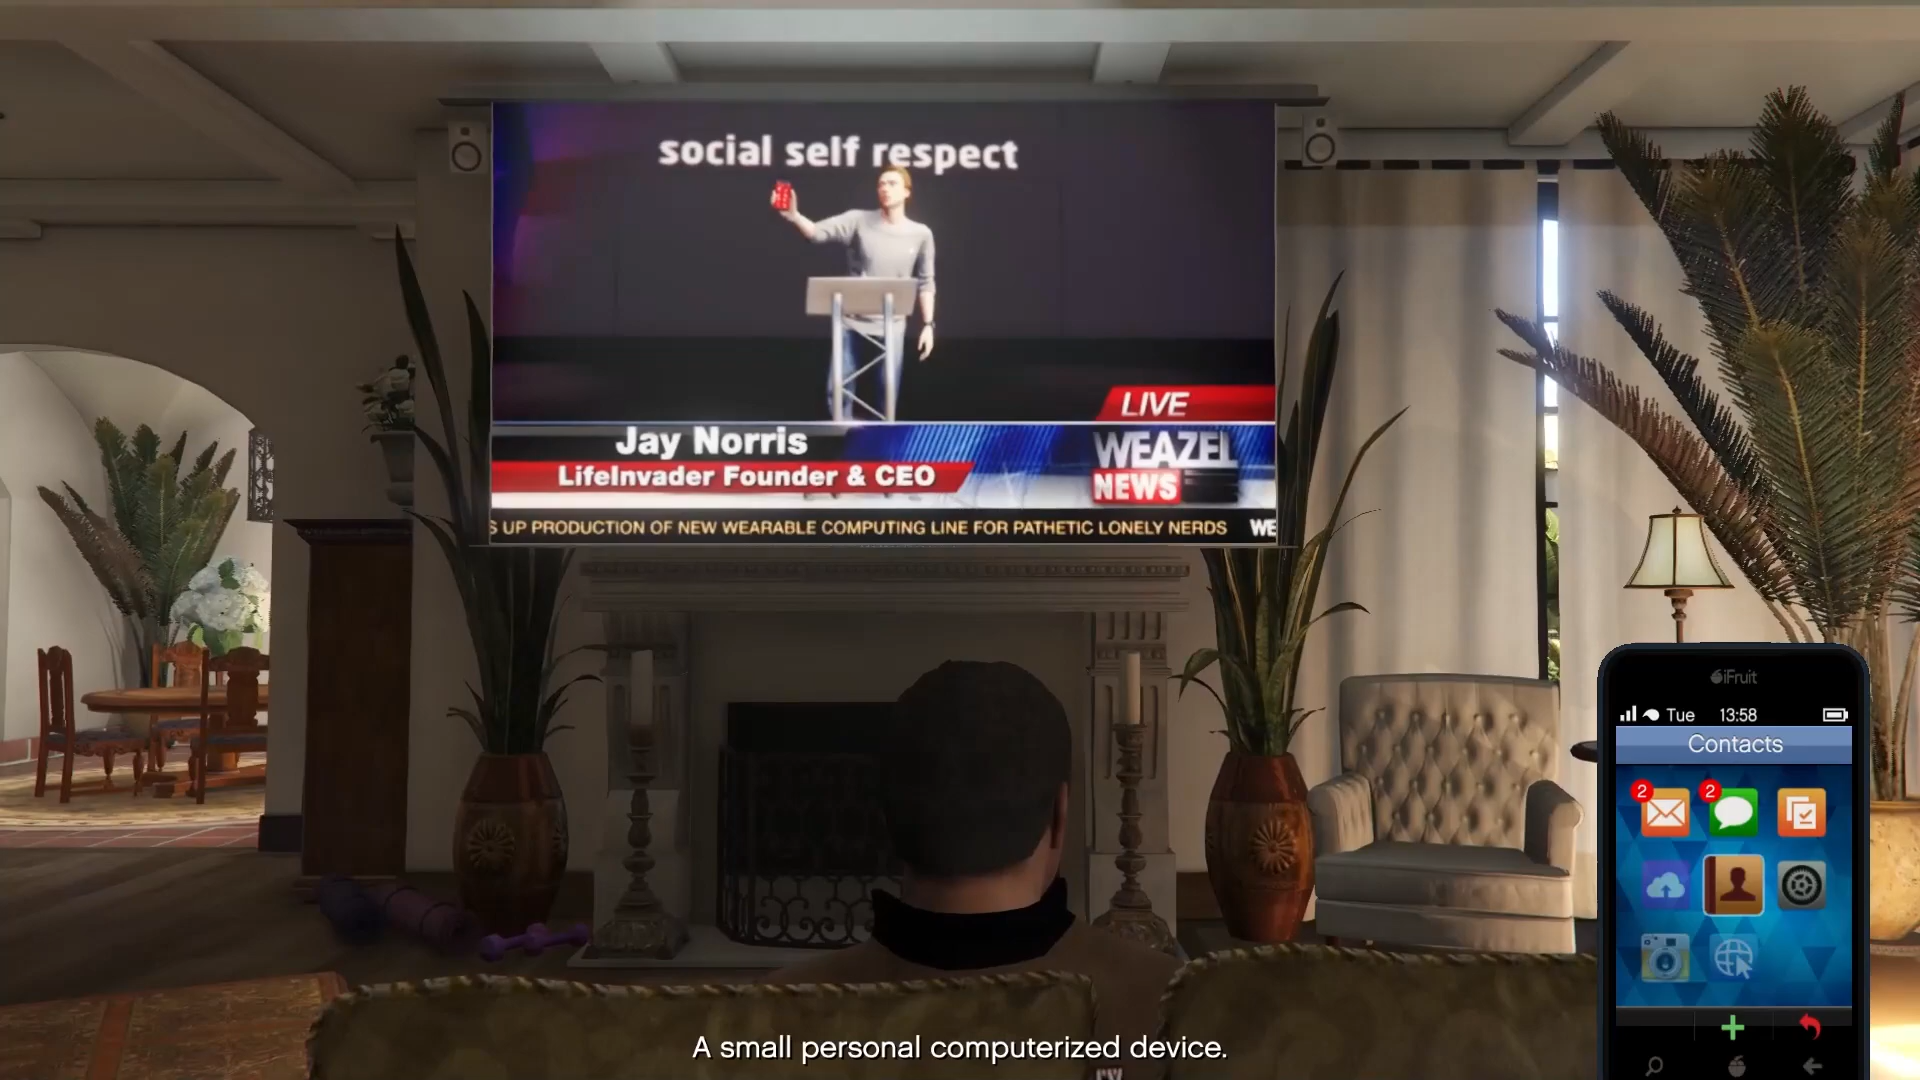 social self respect
LIVE
Jay Norris
LifeInvader Founder & CEO
WEAZEL
NEWS
S UP PRODUCTION OF NEW WEARABLE COMPUTING LINE FOR PATHETIC LONELY NERDS WE
iFruit
Tue 13:58
Contacts
2 2
A small personal computerized device.